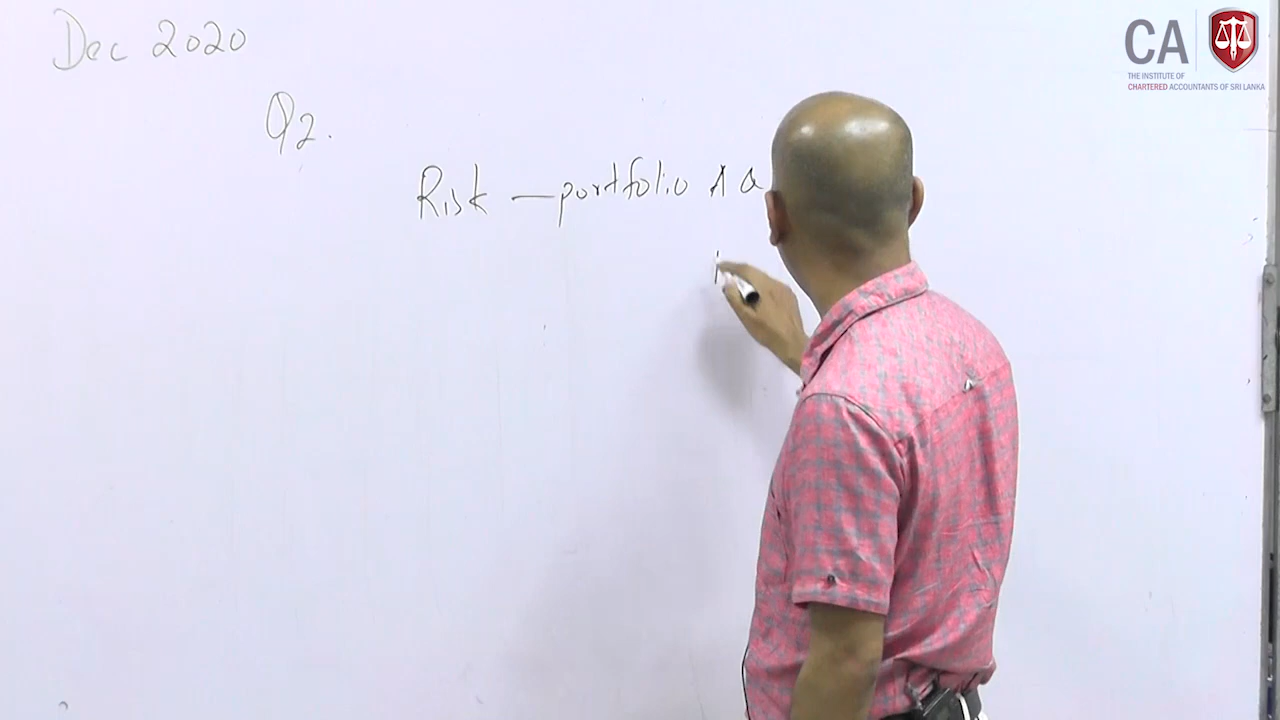 Dec 2020
Q2.
Risk — portfolio A a
CA
THE INSTITUTE OF
CHARTERED ACCOUNTANTS OF SRI LANKA